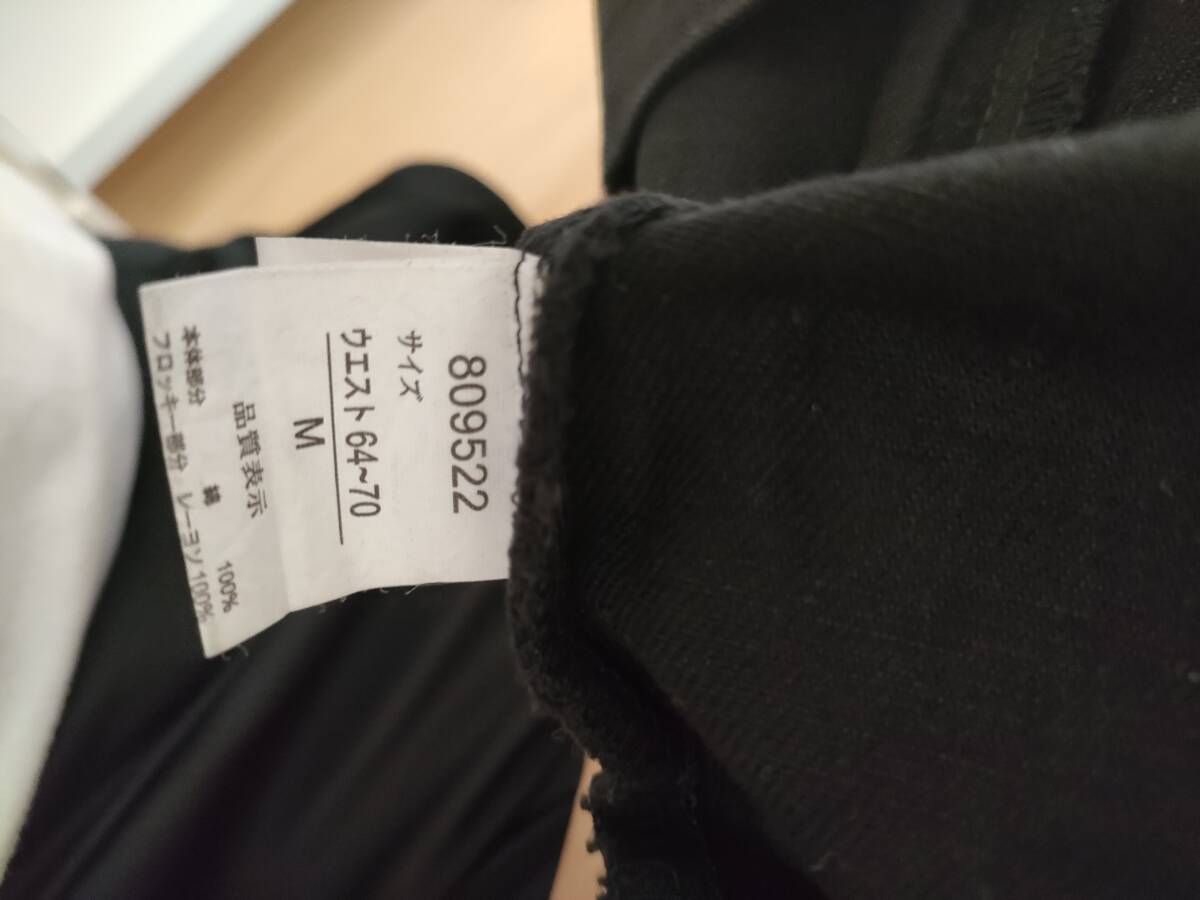 809522
サイズ
ウエスト64~70
M
品質表示
本体部分 綿 100%
フロッキー部分 レーヨン100%